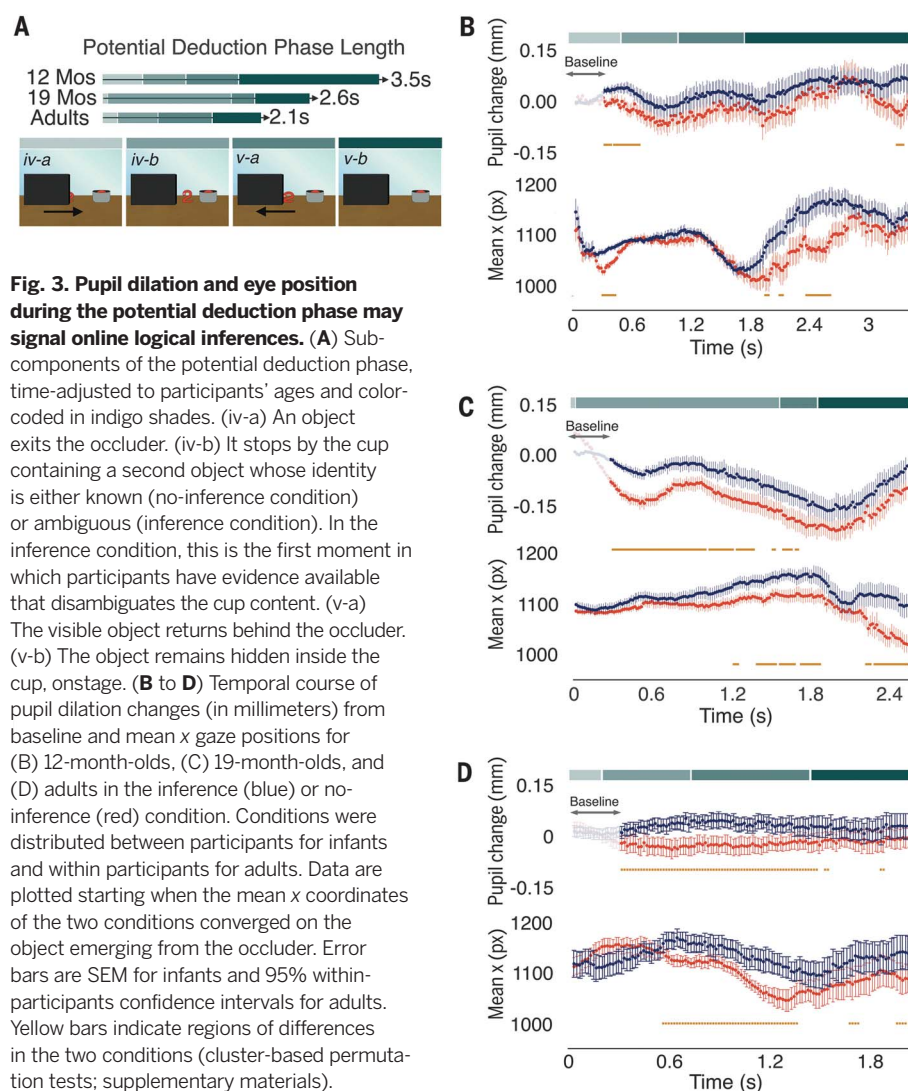 A
Potential Deduction Phase Length
12 Mos
3.5s
19 Mos
2.6s
Adults
2.1s
iv-a
iv-b
v-a
v-b
Fig. 3. Pupil dilation and eye position
during the potential deduction phase may
signal online logical inferences. (A) Sub-
components of the potential deduction phase,
time-adjusted to participants' ages and color-
coded in indigo shades. (iv-a) An object
exits the occluder. (iv-b) It stops by the cup
containing a second object whose identity
is either known (no-inference condition)
or ambiguous (inference condition). In the
inference condition, this is the first moment in
which participants have evidence available
that disambiguates the cup content. (v-a)
The visible object returns behind the occluder.
(v-b) The object remains hidden inside the
cup, onstage. (B to D) Temporal course of
pupil dilation changes (in millimeters) from
baseline and mean x gaze positions for
(B) 12-month-olds, (C) 19-month-olds, and
(D) adults in the inference (blue) or no-
inference (red) condition. Conditions were
distributed between participants for infants
and within participants for adults. Data are
plotted starting when the mean x coordinates
of the two conditions converged on the
object emerging from the occluder. Error
bars are SEM for infants and 95% within-
participants confidence intervals for adults.
Yellow bars indicate regions of differences
in the two conditions (cluster-based permuta-
tion tests; supplementary materials).
B
Pupil change (mm)
0.15
0.00
-0.15
Baseline
Mean x (px)
1200
1100
1000
0 0.6 1.2 1.8 2.4 3
Time (s)
C
Pupil change (mm)
0.15
0.00
-0.15
Baseline
Mean x (px)
1200
1100
1000
0 0.6 1.2 1.8 2.4
Time (s)
D
Pupil change (mm)
0.15
0
-0.15
Baseline
Mean x (px)
1200
1100
1000
0 0.6 1.2 1.8
Time (s)